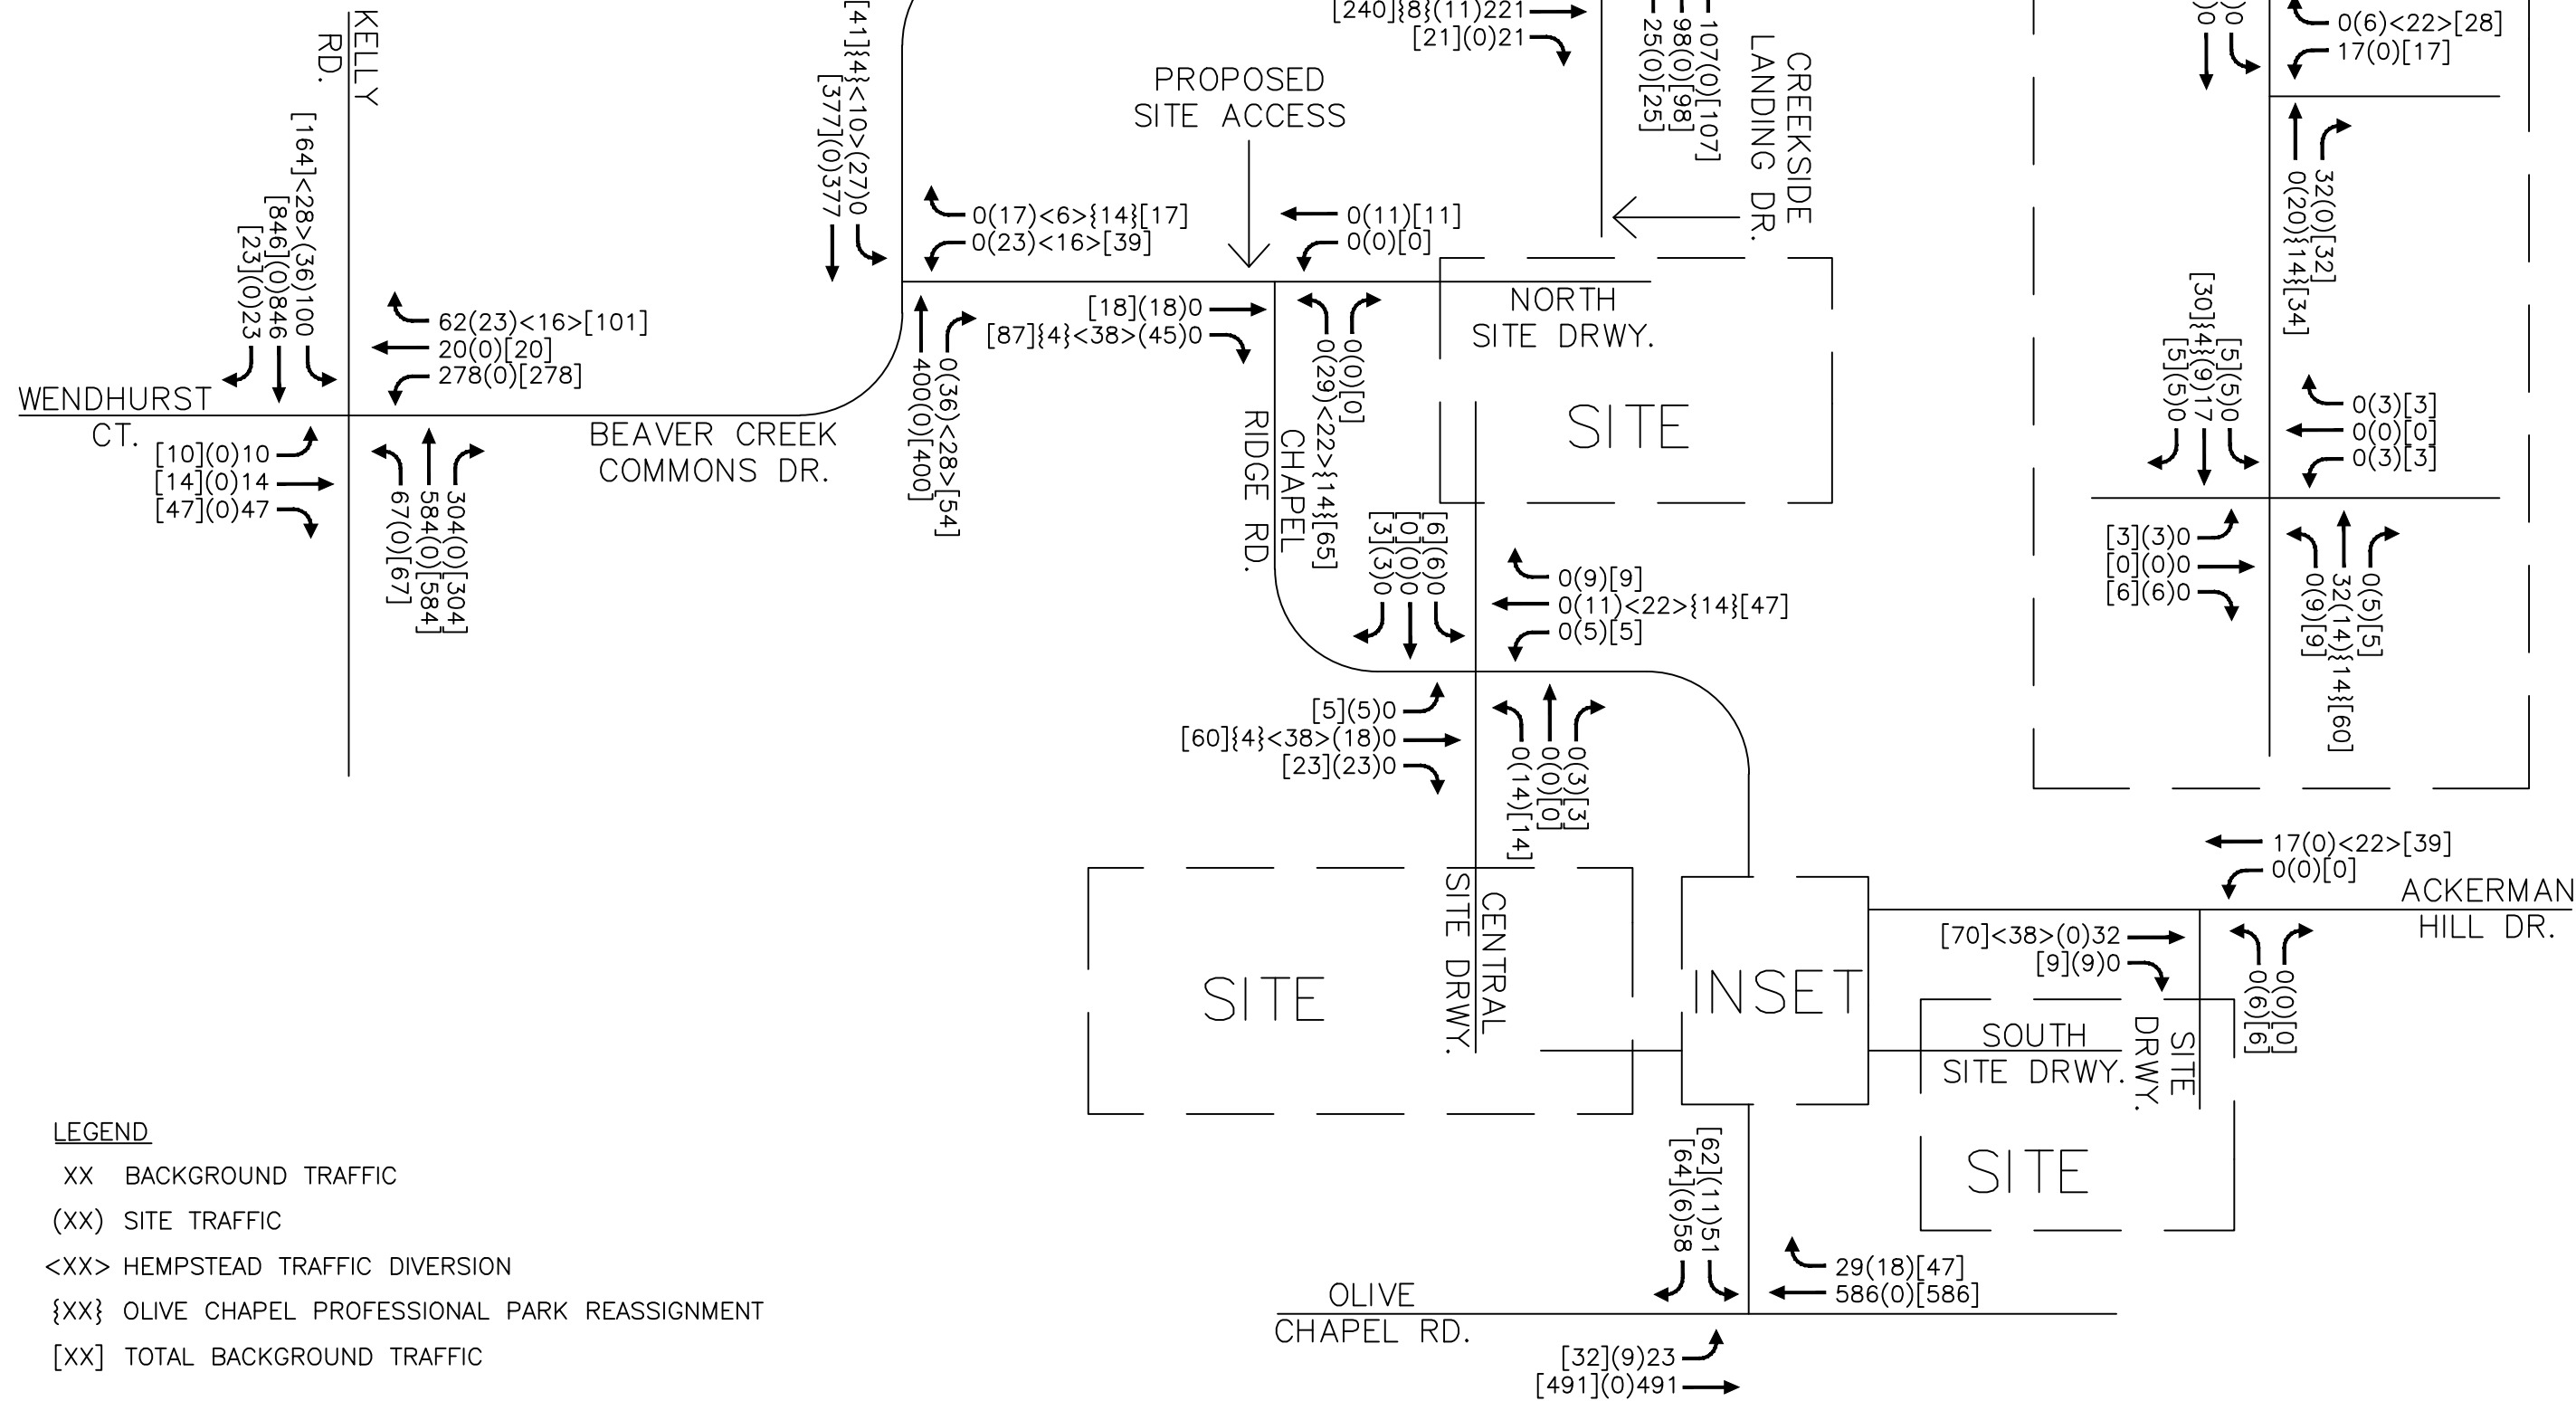 KELLY
RD.
[164]<28>(36)100
[846](0)846
[23](0)23
62(23)<16>[101]
20(0)[20]
278(0)[278]
WENDHURST
CT.
[10](0)10
[14](0)14
[47](0)47
304(0)[304]
584(0)[584]
67(0)[67]
BEAVER CREEK
COMMONS DR.
[41]{4}<10>(27)0
[377](0)377
0(17)<6>{14}[17]
0(23)<16>[39]
0(36)<28>[54]
400(0)[400]
PROPOSED
SITE ACCESS
0(11)[11]
0(0)[0]
[18](18)0
[87]{4}<38>(45)0
0(0)[0]
0(29)<22>{14}[65]
CHAPEL
RIDGE RD.
[240]{8}(11)221
[21](0)21
107(0)[107]
98(0)[98]
25(0)[25]
CREEKSIDE
LANDING DR.
NORTH
SITE DRWY.
SITE
[6](6)0
[0](0)0
[3](3)0
0(9)[9]
0(11)<22>{14}[47]
0(5)[5]
[5](5)0
[60]{4}<38>(18)0
[23](23)0
0(3)[3]
0(0)[0]
0(14)[14]
CENTRAL
SITE DRWY.
SITE
INSET
)0
)0
0(6)<22>[28]
17(0)[17]
32(0)[32]
0(20){14}[34]
[5](5)0
[30]{4}(9)17
[5](5)0
0(3)[3]
0(0)[0]
0(3)[3]
[3](3)0
[0](0)0
[6](6)0
0(5)[5]
32(14){14}[60]
0(9)[9]
17(0)<22>[39]
0(0)[0]
ACKERMAN
HILL DR.
[70]<38>(0)32
[9](9)0
0(0)[0]
0(6)[6]
SOUTH
SITE DRWY.
SITE
DRWY.
SITE
[62](11)51
[64](6)58
29(18)[47]
586(0)[586]
OLIVE
CHAPEL RD.
[32](9)23
[491](0)491
LEGEND
XX BACKGROUND TRAFFIC
(XX) SITE TRAFFIC
<XX> HEMPSTEAD TRAFFIC DIVERSION
{XX} OLIVE CHAPEL PROFESSIONAL PARK REASSIGNMENT
[XX] TOTAL BACKGROUND TRAFFIC